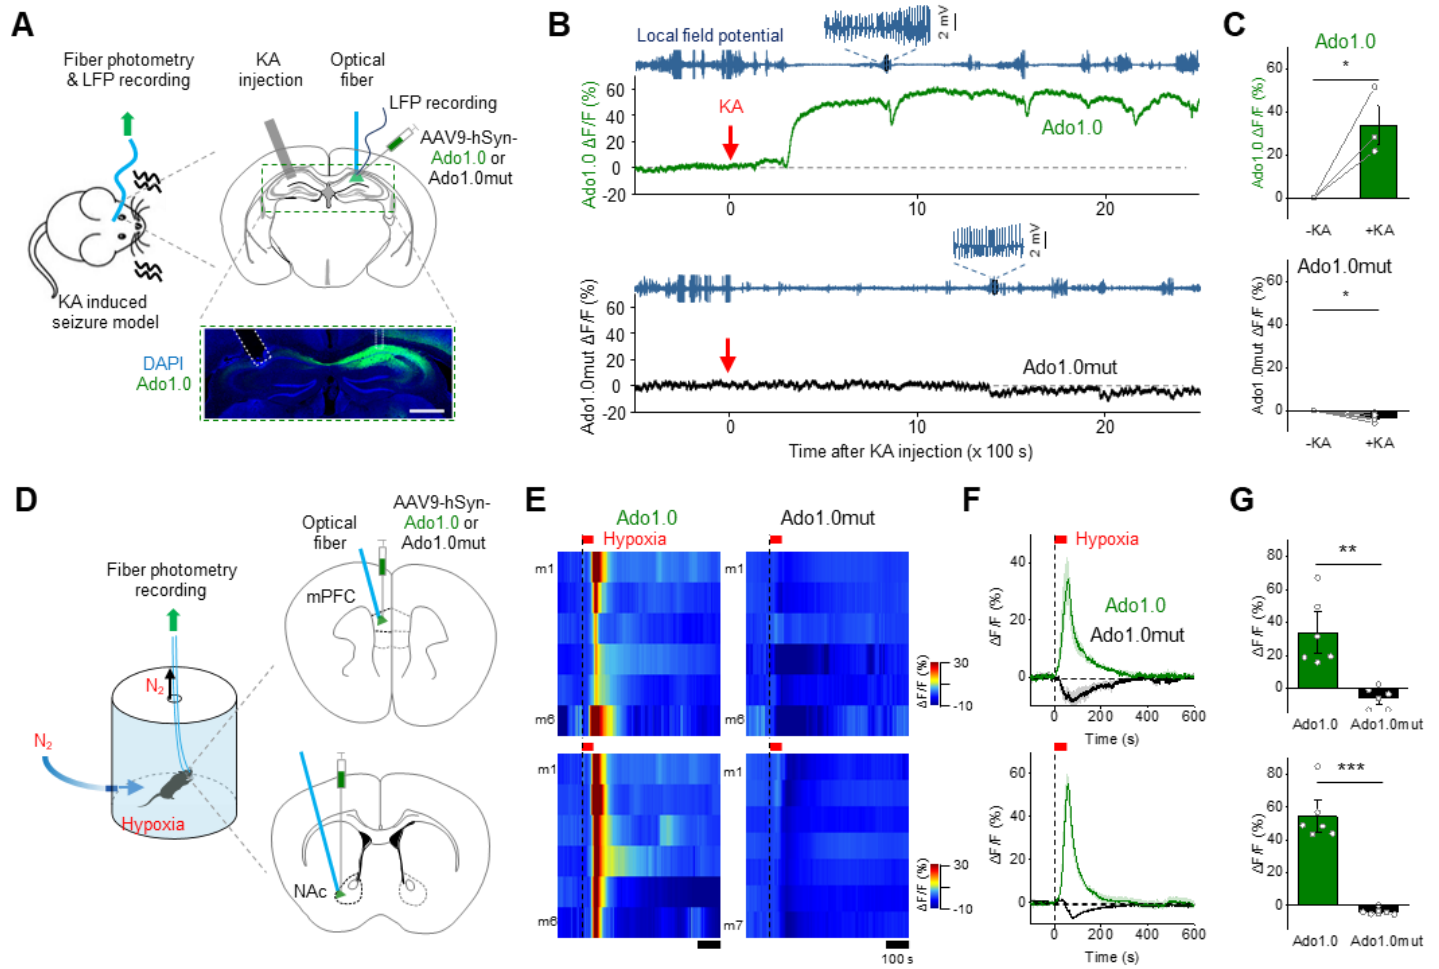 A
Fiber photometry
& LFP recording
KA
injection
Optical
fiber
LFP recording
AAV9-hSyn-
Ado1.0 or
Ado1.0mut
KA induced
seizure model
DAPI
Ado1.0
B
Local field potential
2 mV
Ado1.0 ΔF/F (%)
60
40
20
0
-20
KA
Ado1.0
0
10
20
2 mV
Ado1.0mut ΔF/F (%)
60
40
20
0
-20
Ado1.0mut
0
10
20
Time after KA injection (x 100 s)
C
Ado1.0
Ado1.0 ΔF/F (%)
60
40
20
0
*
-KA
+KA
Ado1.0mut
Ado1.0mut ΔF/F (%)
60
40
20
0
*
-KA
+KA
D
Fiber photometry
recording
N2
N2
Hypoxia
Optical
fiber
AAV9-hSyn-
Ado1.0 or
Ado1.0mut
mPFC
NAc
E
Ado1.0
Ado1.0mut
Hypoxia
m1
m6
m1
m6
ΔF/F (%)
30
-10
m1
m6
m1
m7
ΔF/F (%)
30
-10
100 s
F
Hypoxia
ΔF/F (%)
40
20
0
Ado1.0
Ado1.0mut
0
200
400
600
Time (s)
ΔF/F (%)
60
40
20
0
0
200
400
600
Time (s)
G
ΔF/F (%)
80
60
40
20
0
**
Ado1.0
Ado1.0mut
ΔF/F (%)
80
60
40
20
0
***
Ado1.0
Ado1.0mut